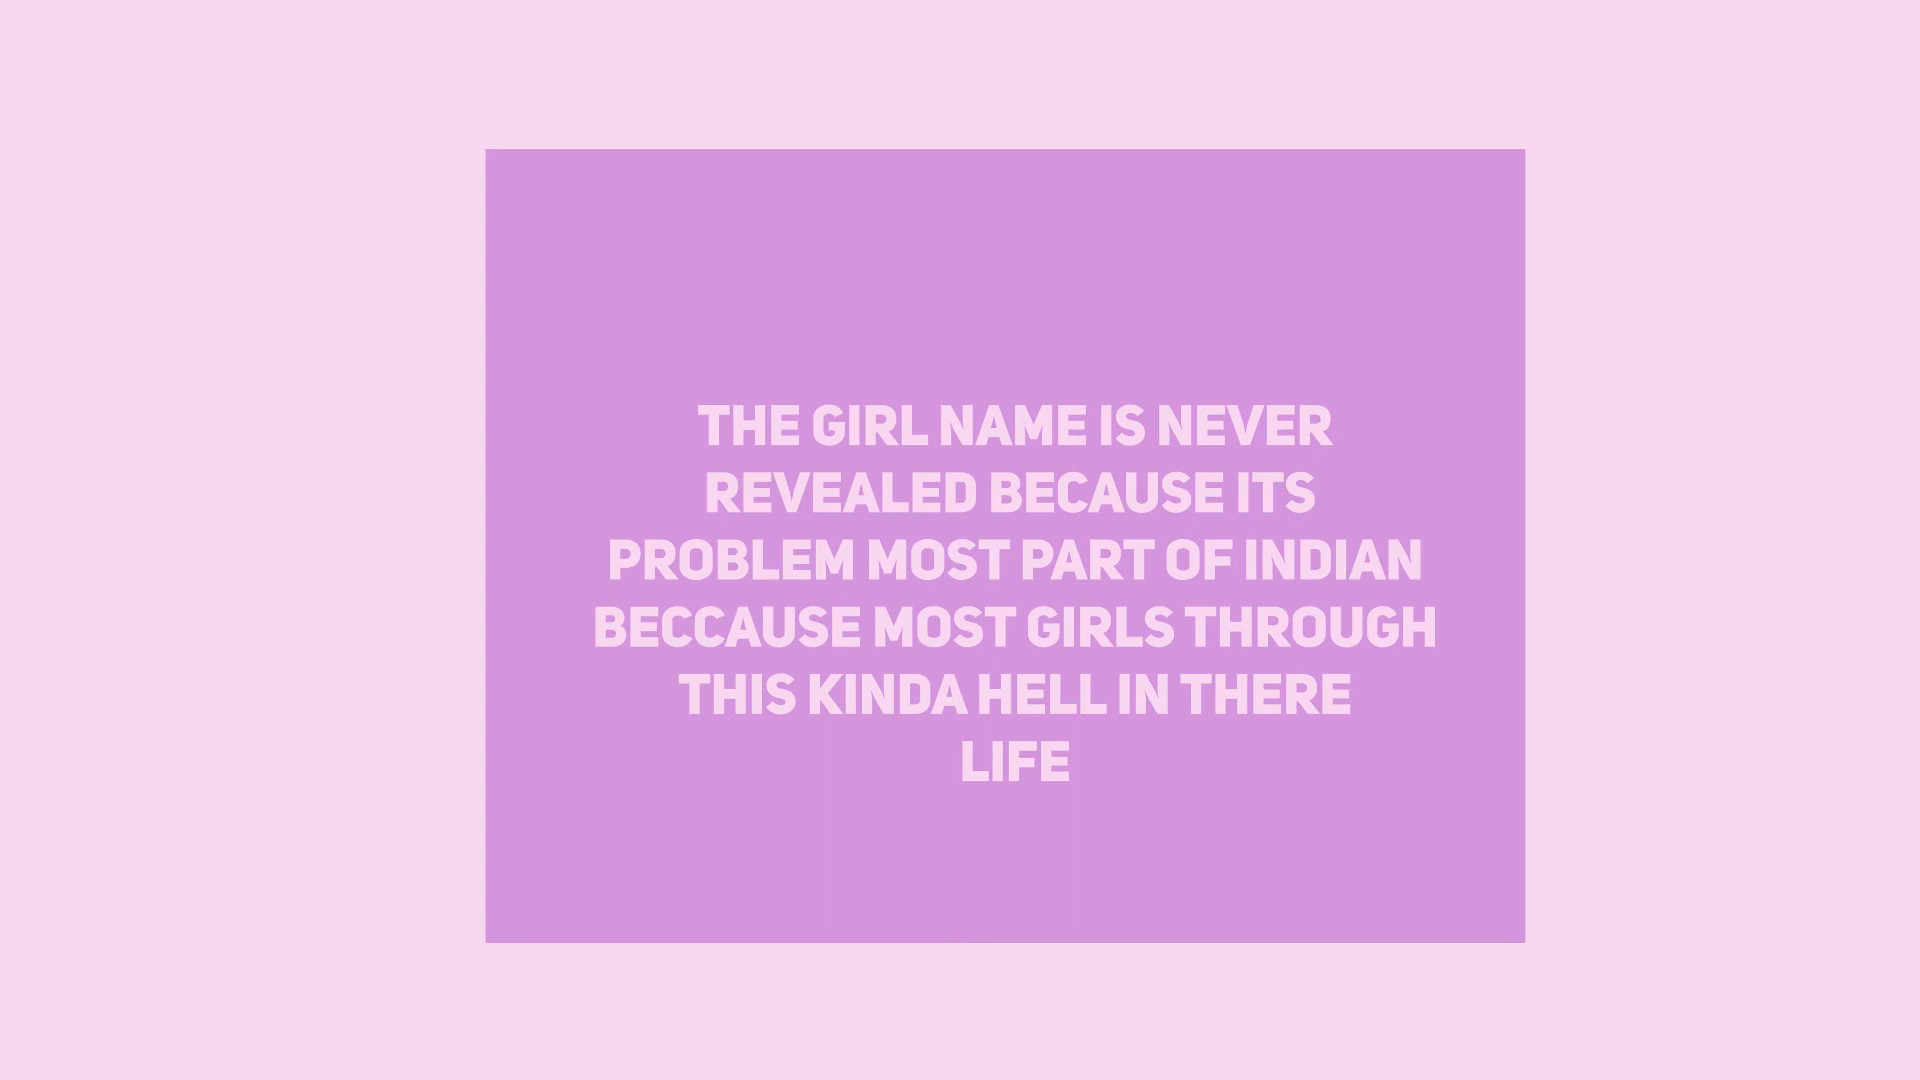 THE GIRL NAME IS NEVER
REVEALED BECAUSE ITS
PROBLEM MOST PART OF INDIAN
BECCAUSE MOST GIRLS THROUGH
THIS KINDA HELL IN THERE
LIFE